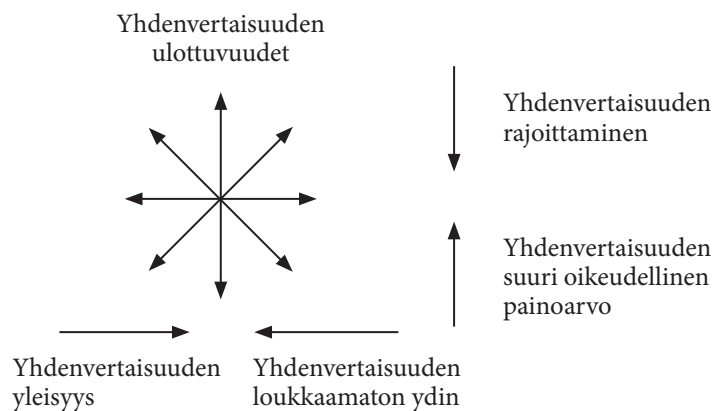 Yhdenvertaisuuden
ulottuvuudet
Yhdenvertaisuuden
rajoittaminen
Yhdenvertaisuuden
suuri oikeudellinen
painoarvo
Yhdenvertaisuuden
yleisyys
Yhdenvertaisuuden
loukkaamaton ydin